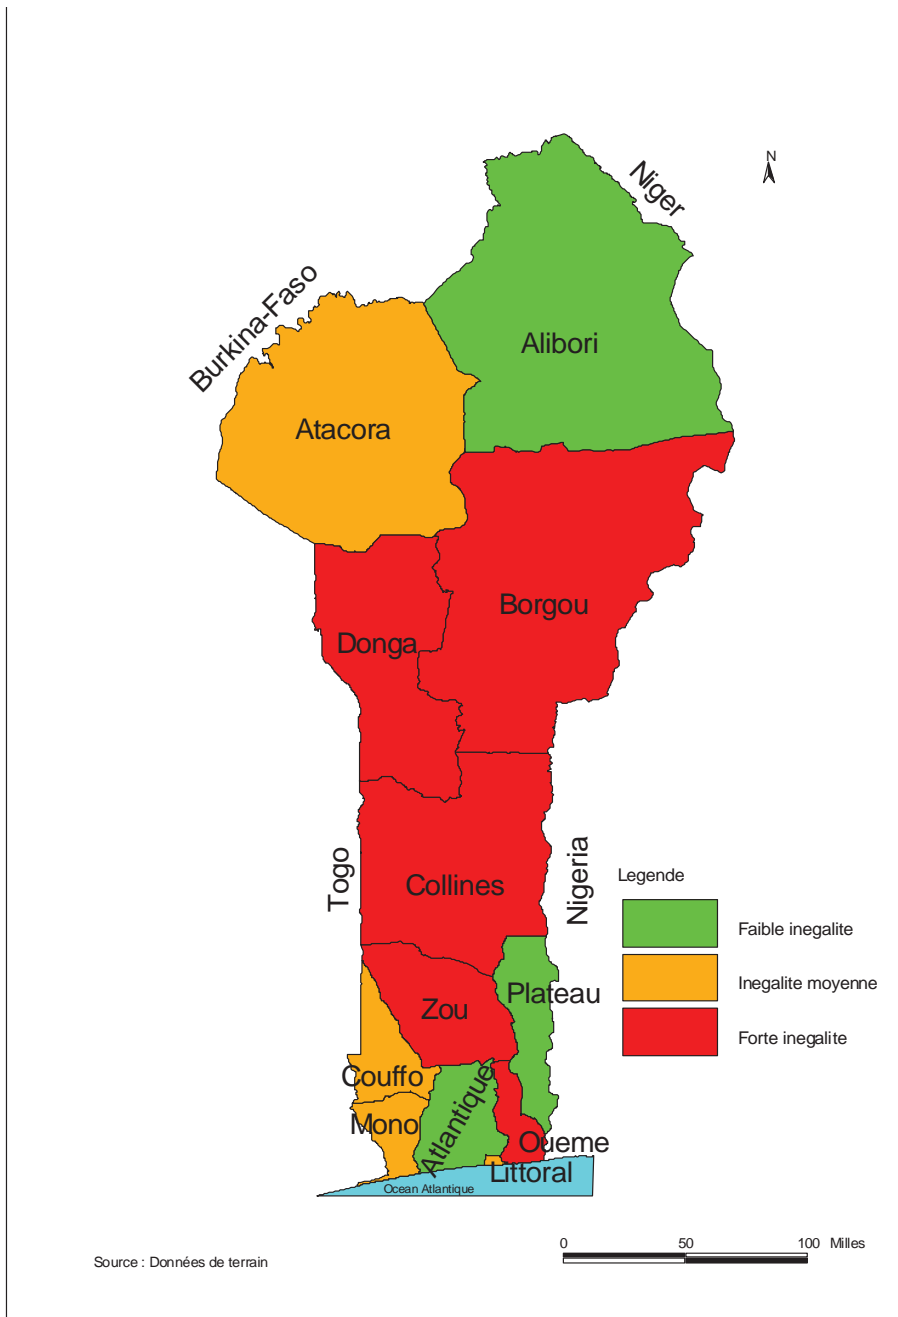 N
Niger
Burkina-Faso
Alibori
Atacora
Borgou
Donga
Togo
Nigeria
Collines
Legende
Faible inegalite
Inegalite moyenne
Forte inegalite
Plateau
Zou
Couffo
Atlantique
Mono
Oueme
Littoral
Ocean Atlantique
0 50 100 Milles
Source : Données de terrain